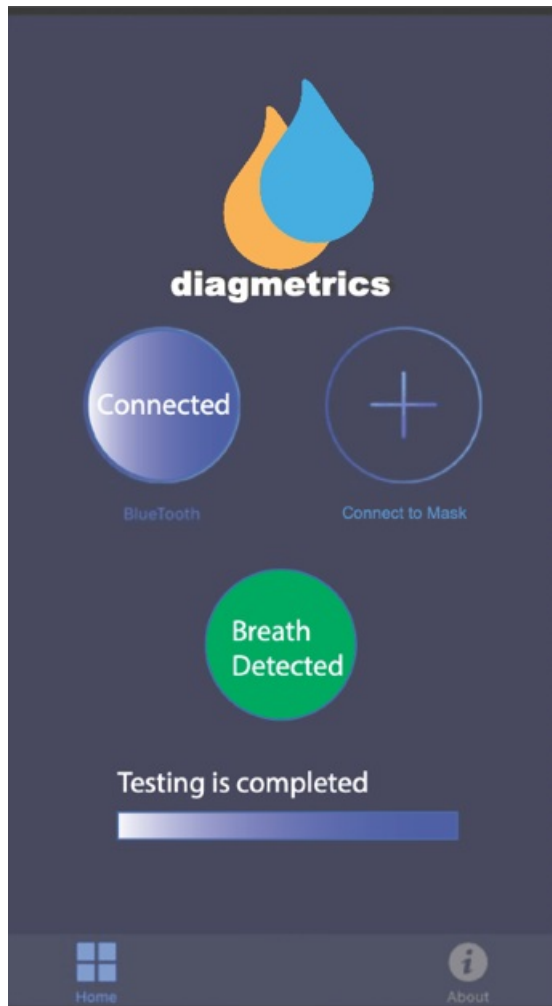 diagmetrics
Connected
BlueTooth
Connect to Mask
Breath
Detected
Testing is completed
Home
About